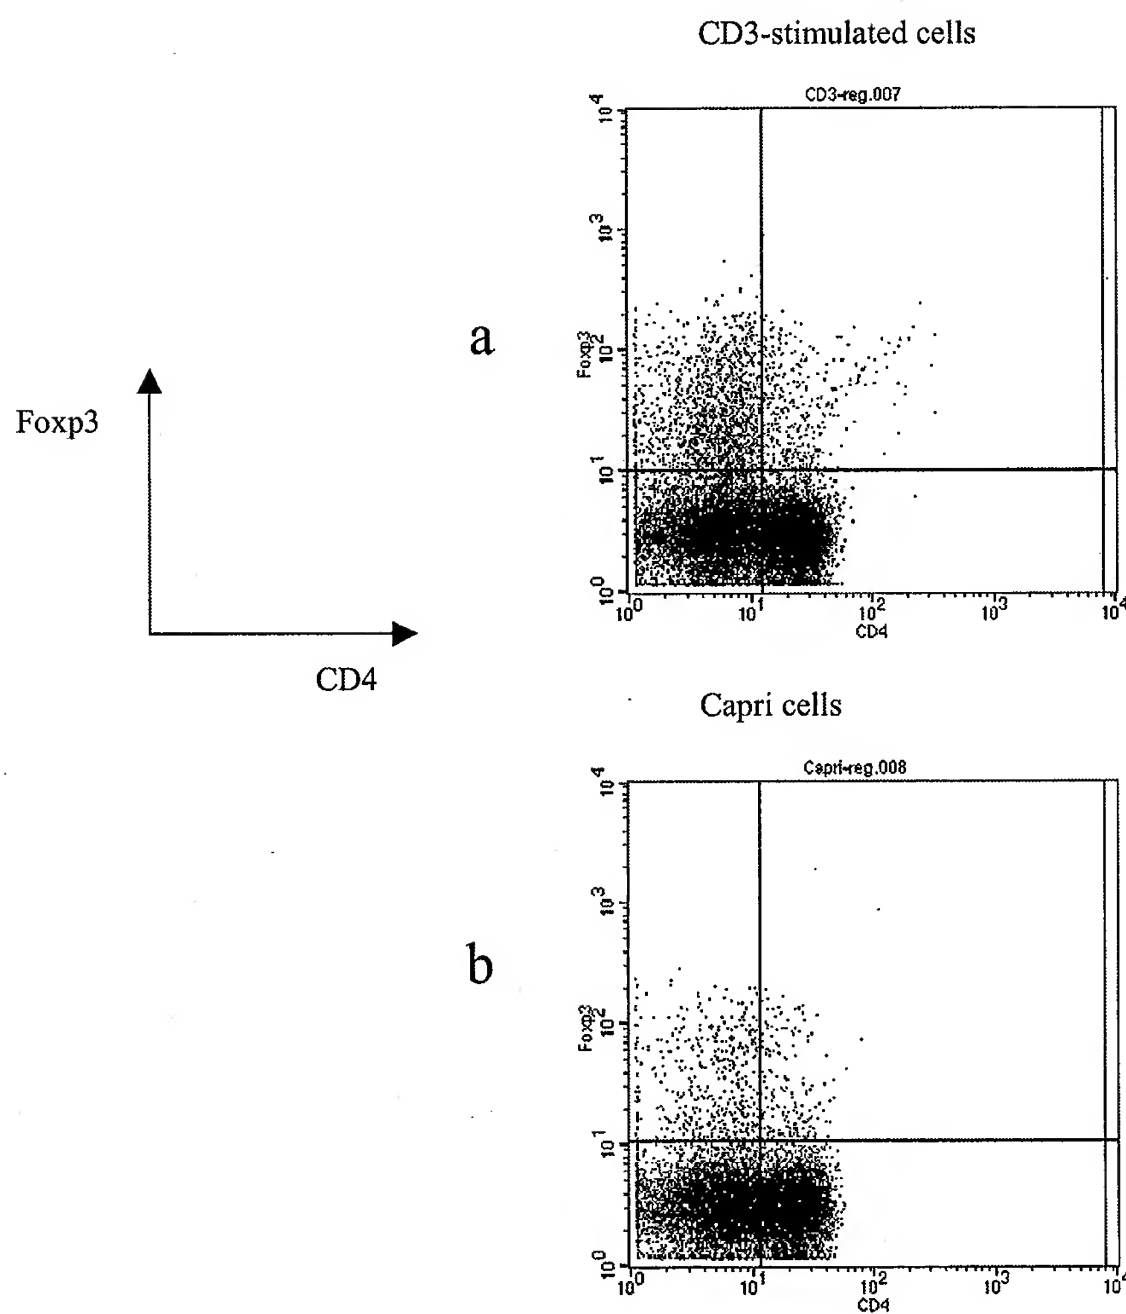 CD3-stimulated cells
CD3-reg.007
10⁴
10³
a
Foxp3
10²
Foxp3
10¹
10⁰
10⁰ 10¹ 10² 10³ 10⁴
CD4
CD4
Capri cells
Capri-reg.008
10⁴
10³
b
Foxp3
10²
10¹
10⁰
10⁰ 10¹ 10² 10³ 10⁴
CD4